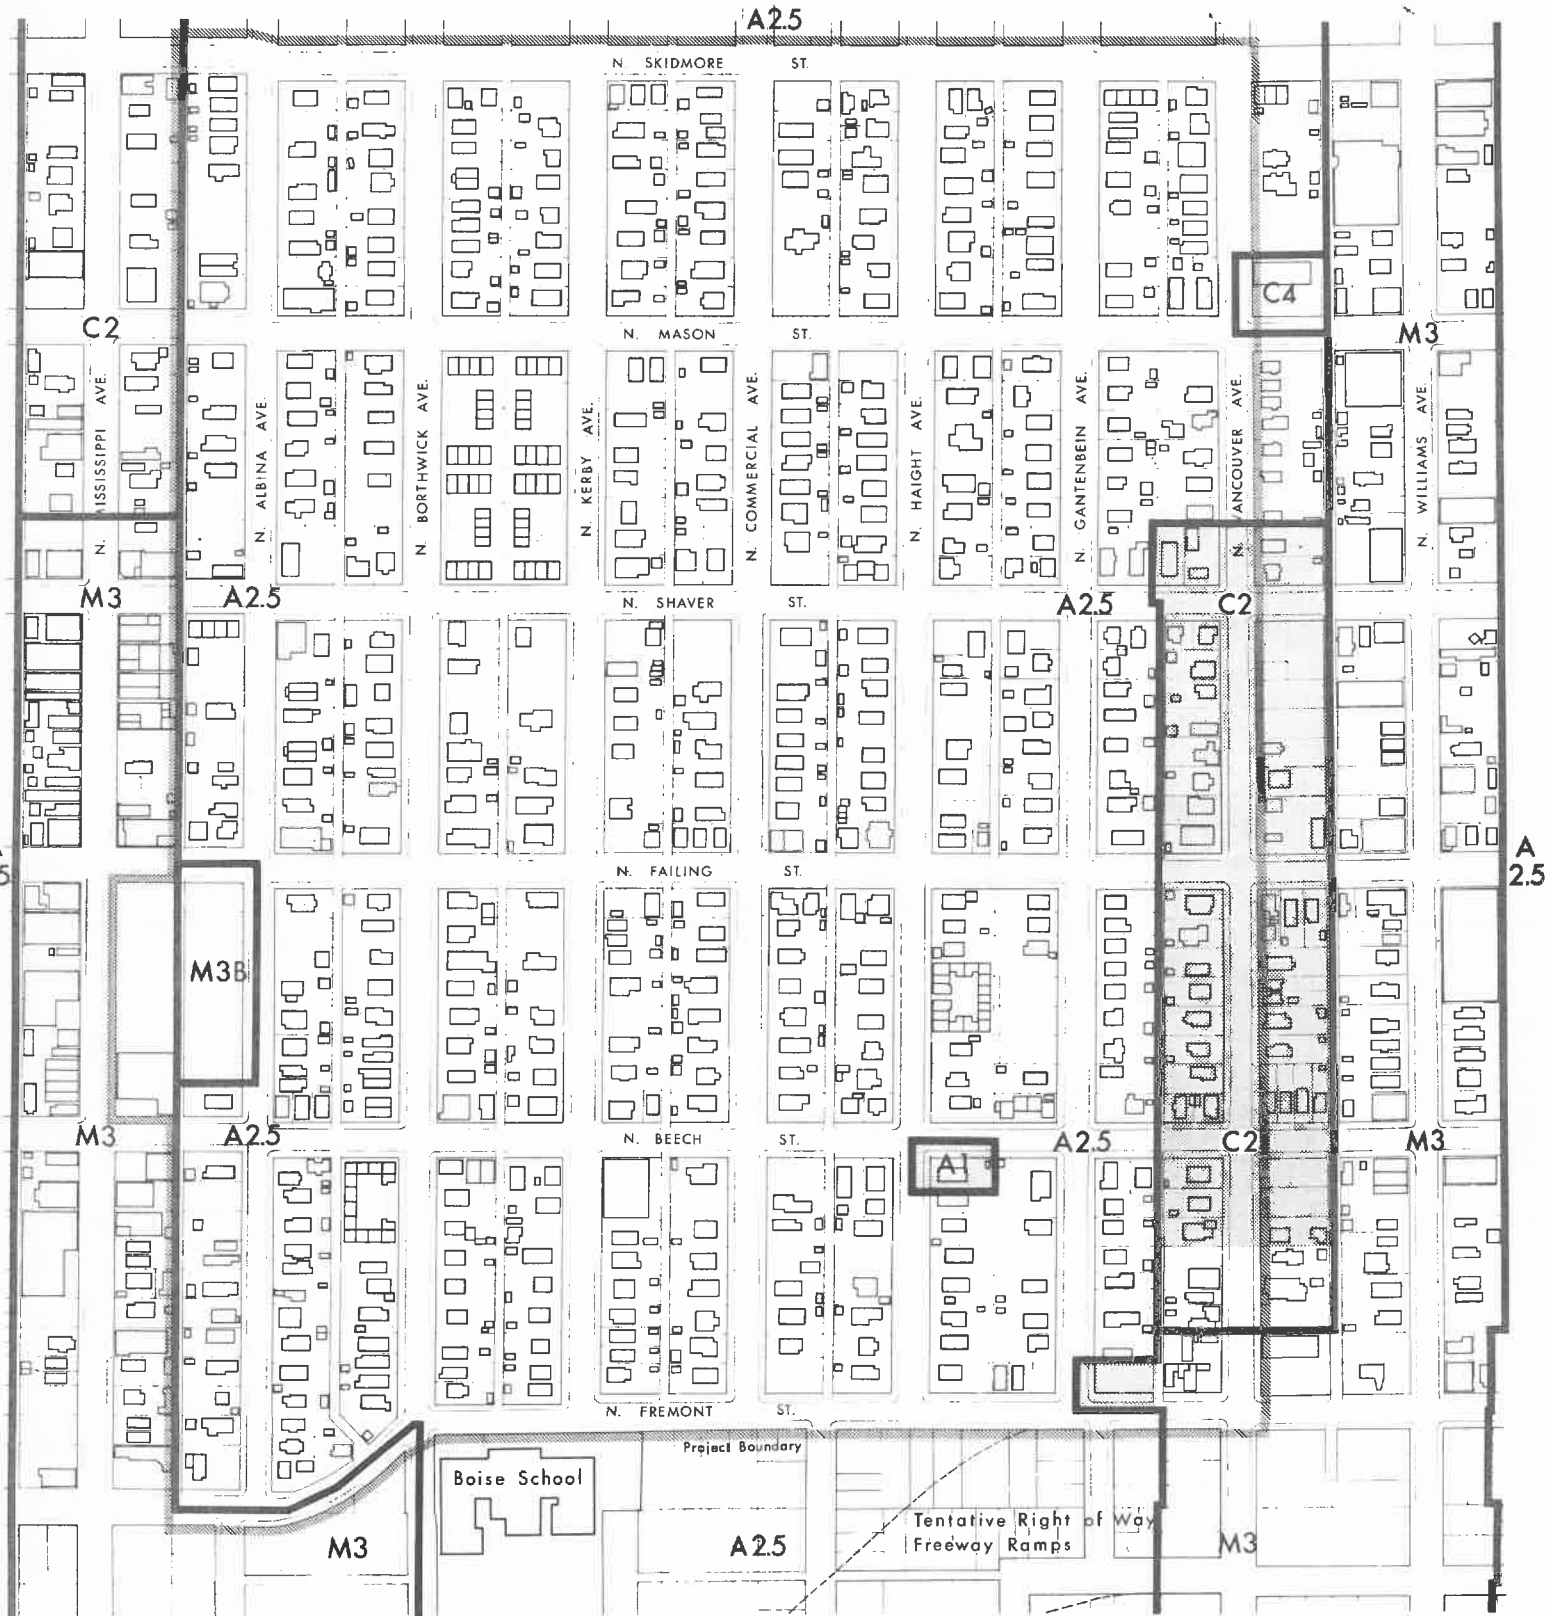 A2.5
N. SKIDMORE ST.
C4
C2
N. MASON ST.
M3
N. MISSISSIPPI AVE.
N. ALBINA AVE.
N. BORTHWICK AVE.
N. KERBY AVE.
N. COMMERCIAL AVE.
N. HAIGHT AVE.
N. GANTENBEIN AVE.
N. VANCOUVER AVE.
N. WILLIAMS AVE.
M3
A2.5
N. SHAVER ST.
A2.5
C2
A
2.5
N. FAILING ST.
M3B
M3
A2.5
N. BEECH ST.
A1
A2.5
C2
M3
N. FREMONT ST.
Project Boundary
Boise School
Tentative Right of Way
Freeway Ramps
M3
A2.5
M3